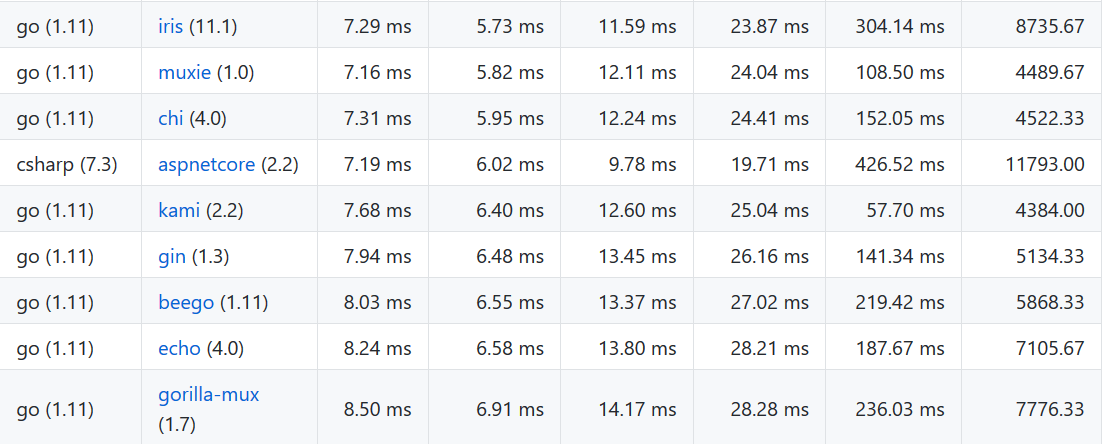 go (1.11) iris (11.1) 7.29 ms 5.73 ms 11.59 ms 23.87 ms 304.14 ms 8735.67
go (1.11) muxie (1.0) 7.16 ms 5.82 ms 12.11 ms 24.04 ms 108.50 ms 4489.67
go (1.11) chi (4.0) 7.31 ms 5.95 ms 12.24 ms 24.41 ms 152.05 ms 4522.33
csharp (7.3) aspnetcore (2.2) 7.19 ms 6.02 ms 9.78 ms 19.71 ms 426.52 ms 11793.00
go (1.11) kami (2.2) 7.68 ms 6.40 ms 12.60 ms 25.04 ms 57.70 ms 4384.00
go (1.11) gin (1.3) 7.94 ms 6.48 ms 13.45 ms 26.16 ms 141.34 ms 5134.33
go (1.11) beego (1.11) 8.03 ms 6.55 ms 13.37 ms 27.02 ms 219.42 ms 5868.33
go (1.11) echo (4.0) 8.24 ms 6.58 ms 13.80 ms 28.21 ms 187.67 ms 7105.67
go (1.11) gorilla-mux (1.7) 8.50 ms 6.91 ms 14.17 ms 28.28 ms 236.03 ms 7776.33